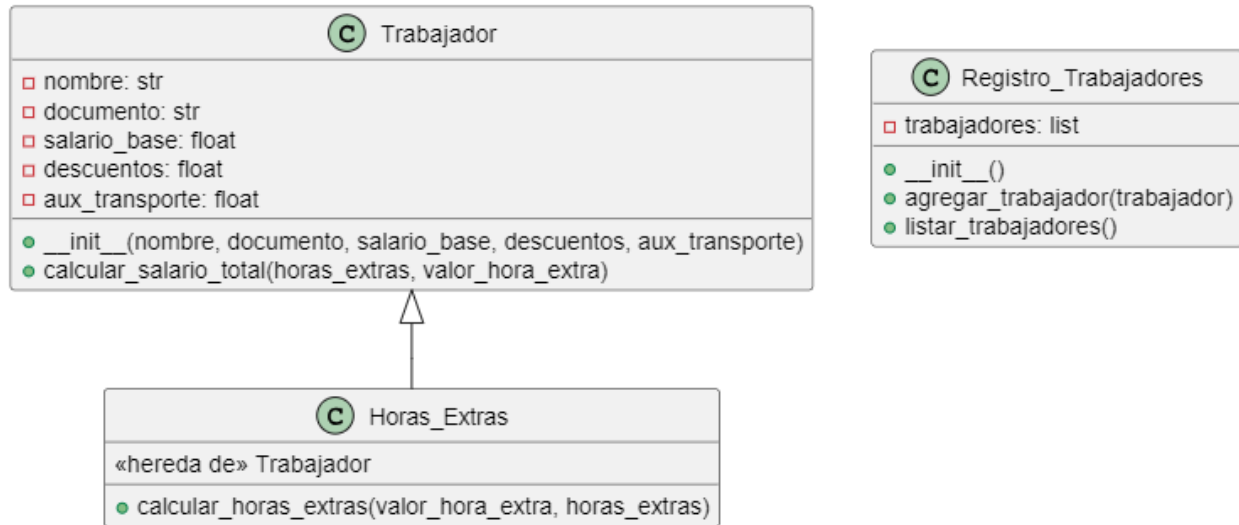 C Trabajador
nombre: str
documento: str
salario_base: float
descuentos: float
aux_transporte: float
__init__(nombre, documento, salario_base, descuentos, aux_transporte)
calcular_salario_total(horas_extras, valor_hora_extra)
C Registro_Trabajadores
trabajadores: list
__init__()
agregar_trabajador(trabajador)
listar_trabajadores()
C Horas_Extras
«hereda de» Trabajador
calcular_horas_extras(valor_hora_extra, horas_extras)